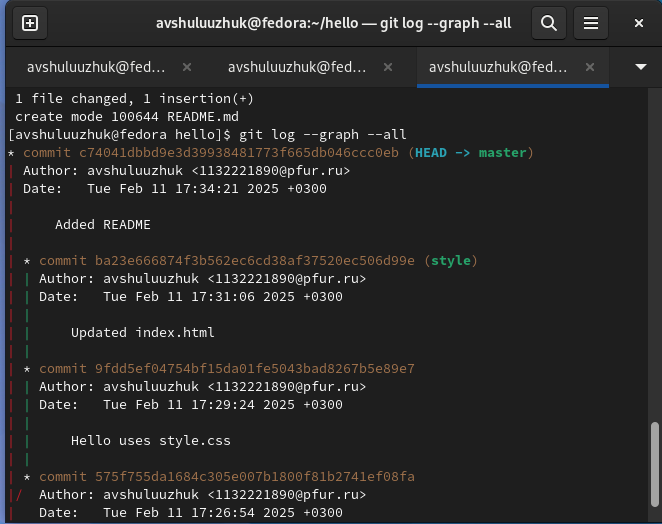 avshuluuzhuk@fedora:~/hello — git log --graph --all
avshuluuzhuk@fed...
avshuluuzhuk@fed...
avshuluuzhuk@fed...
1 file changed, 1 insertion(+)
create mode 100644 README.md
[avshuluuzhuk@fedora hello]$ git log --graph --all
* commit c74041dbbd9e3d39938481773f665db046ccc0eb (HEAD -> master)
| Author: avshuluuzhuk <1132221890@pfur.ru>
| Date:   Tue Feb 11 17:34:21 2025 +0300
|
|     Added README
|
| * commit ba23e666874f3b562ec6cd38af37520ec506d99e (style)
| | Author: avshuluuzhuk <1132221890@pfur.ru>
| | Date:   Tue Feb 11 17:31:06 2025 +0300
| |
| |     Updated index.html
| |
| * commit 9fdd5ef04754bf15da01fe5043bad8267b5e89e7
| | Author: avshuluuzhuk <1132221890@pfur.ru>
| | Date:   Tue Feb 11 17:29:24 2025 +0300
| |
| |     Hello uses style.css
| |
| * commit 575f755da1684c305e007b1800f81b2741ef08fa
|/  Author: avshuluuzhuk <1132221890@pfur.ru>
|   Date:   Tue Feb 11 17:26:54 2025 +0300